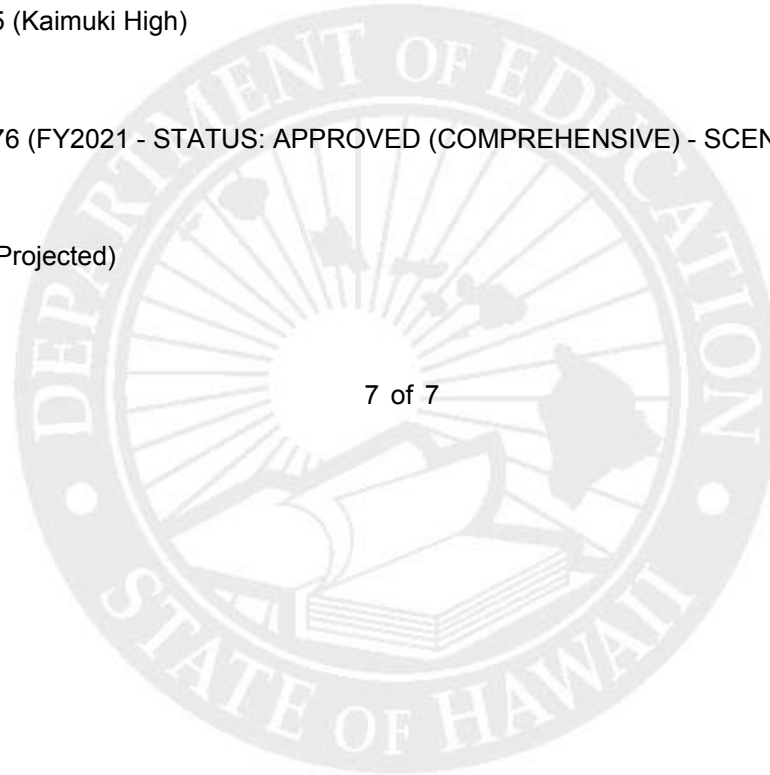 5 (Kaimuki High)
76 (FY2021 - STATUS: APPROVED (COMPREHENSIVE) - SCEN
Projected)
7 of 7
DEPARTMENT OF EDUCATION
STATE OF HAWAII